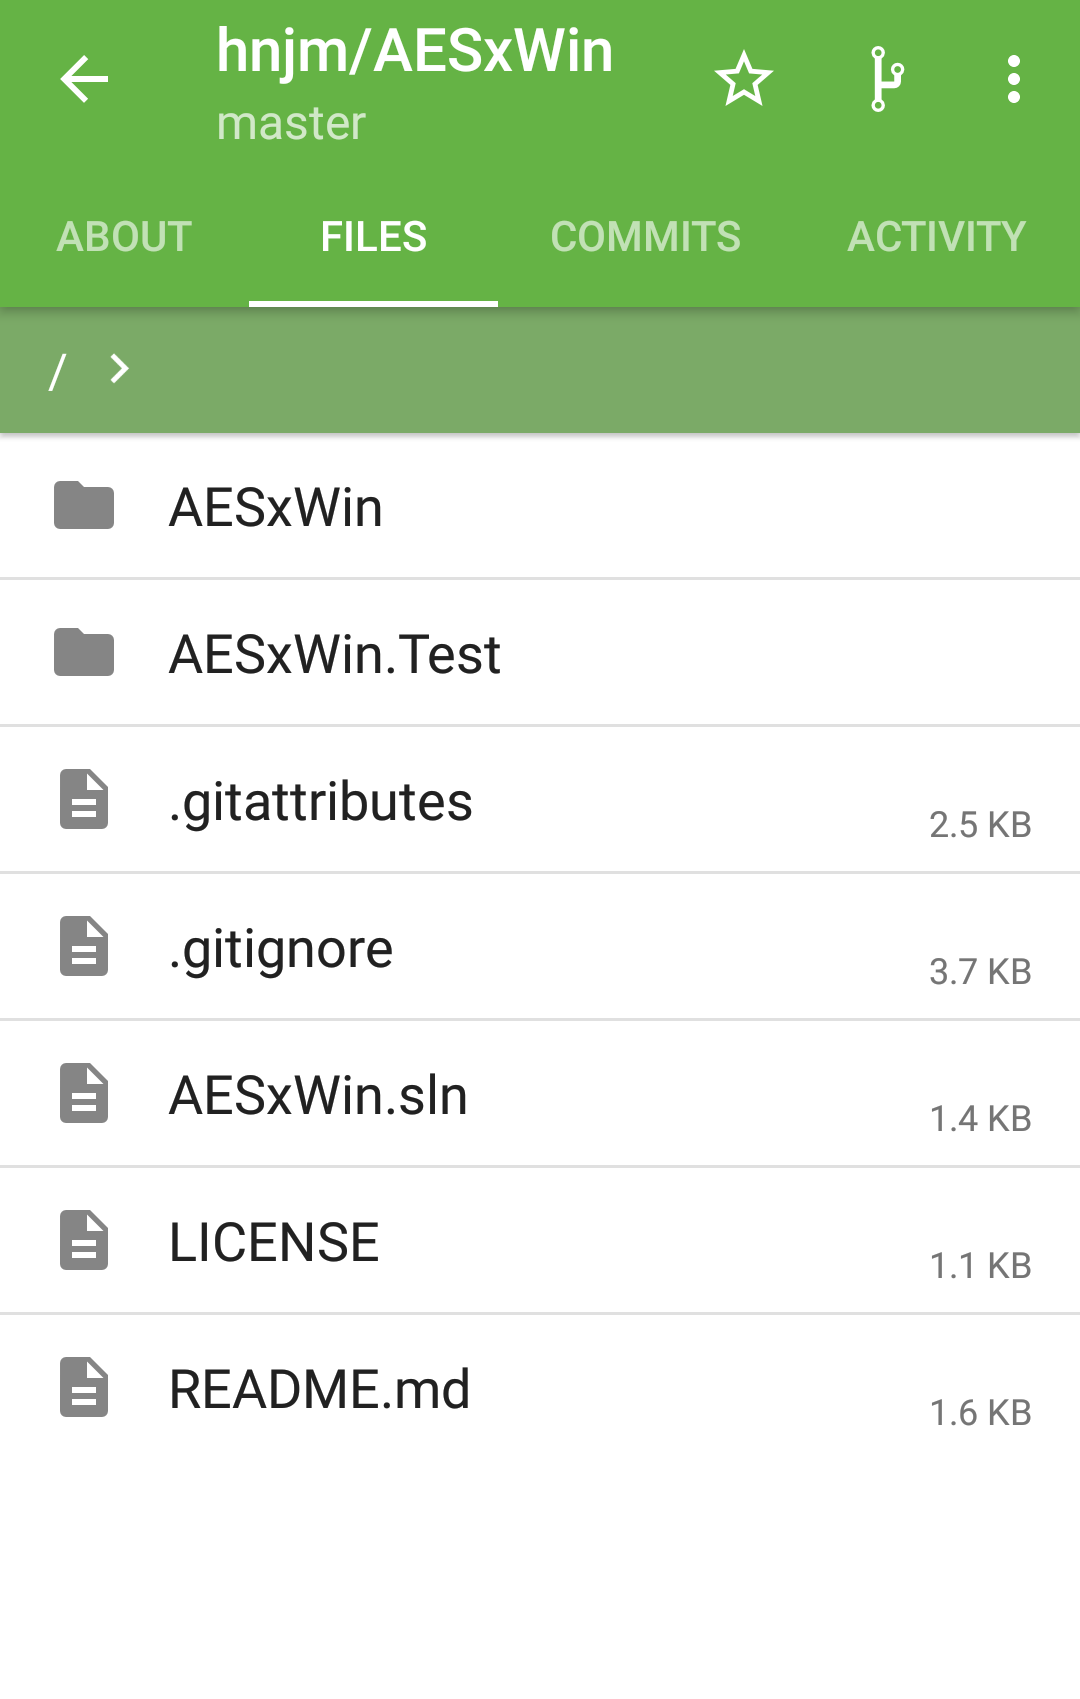 hnjm/AESxWin
master
ABOUT FILES COMMITS ACTIVITY
/
AESxWin
AESxWin.Test
.gitattributes 2.5 KB
.gitignore 3.7 KB
AESxWin.sln 1.4 KB
LICENSE 1.1 KB
README.md 1.6 KB